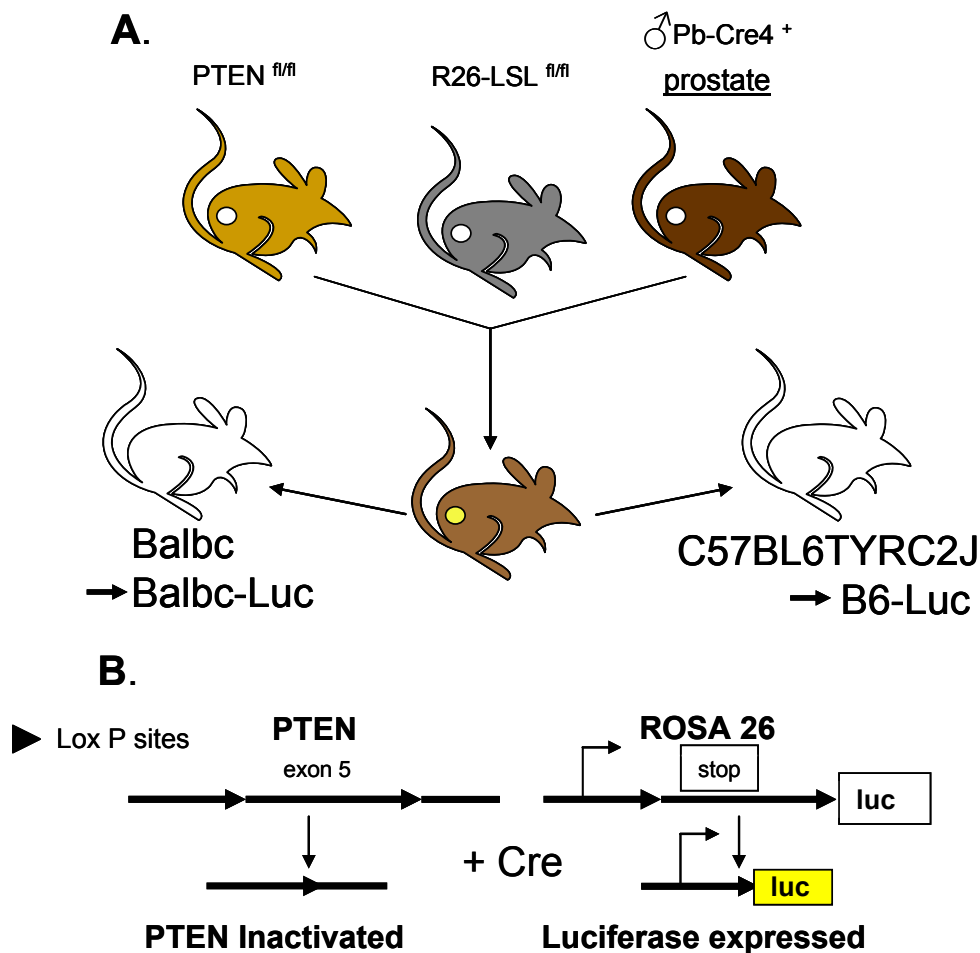 A.
PTEN fl/fl
R26-LSL fl/fl
♂Pb-Cre4 +
prostate
Balbc
→Balbc-Luc
C57BL6TYRC2J
→ B6-Luc
B.
► Lox P sites
PTEN
exon 5
ROSA 26
stop
luc
+ Cre
luc
PTEN Inactivated
Luciferase expressed